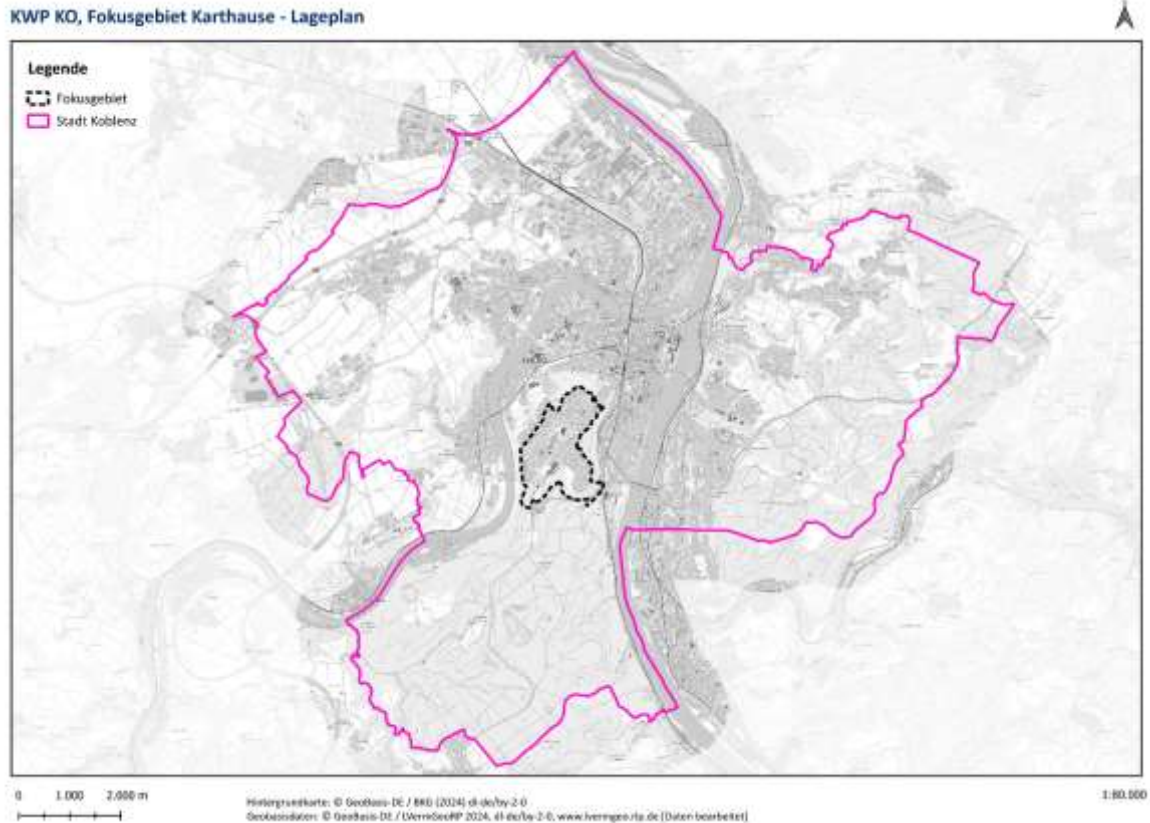 KWP KO, Fokusgebiet Karthause - Lageplan
Legende
Fokusgebiet
Stadt Koblenz
0 1.000 2.000 m
1:80.000
Hintergrundkarte: © GeoBasis-DE / BKG (2024) dl-de/by-2-0
Geobasisdaten: © GeoBasis-DE / LVermGeoRP 2024, dl-de/by-2-0, www.lvermgeo.rlp.de [Daten bearbeitet]